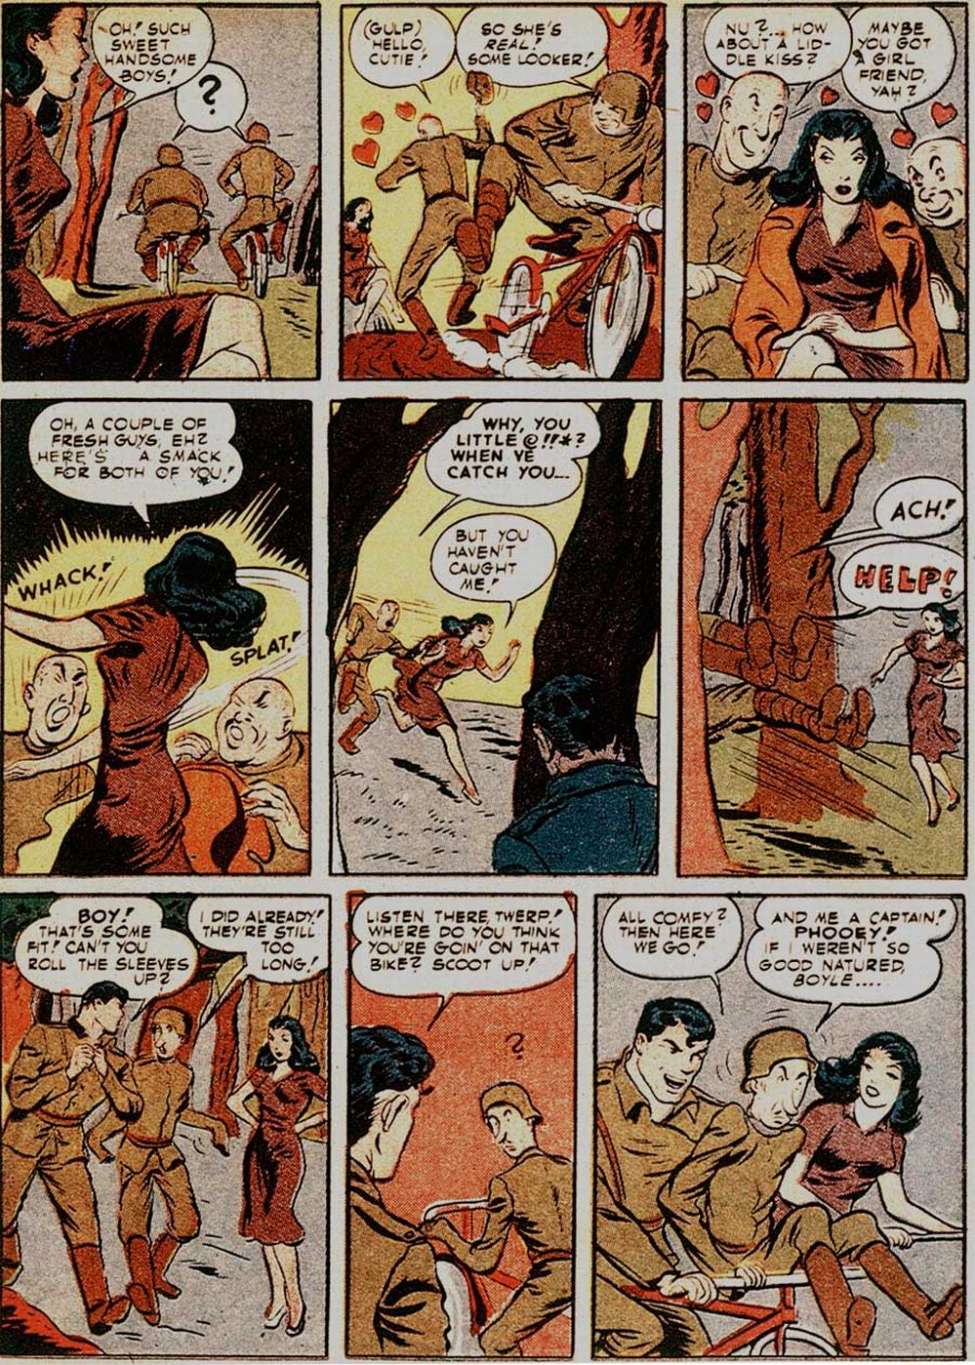 OH! SUCH
SWEET
HANDSOME
BOYS!
?
(GULP)
HELLO,
CUTIE!
SO SHE'S
REAL!
SOME LOOKER!
NU?... HOW
ABOUT A LID-
DLE KISS?
MAYBE
YOU GOT
A GIRL
FRIEND,
YAH?
OH, A COUPLE OF
FRESH GUYS, EH?
HERE'S A SMACK
FOR BOTH OF YOU!
WHACK!
SPLAT!
WHY, YOU
LITTLE @!!*?
WHEN VE
CATCH YOU...
BUT YOU
HAVEN'T
CAUGHT
ME!
ACH!
HELP!
BOY!
THAT'S SOME
FIT! CAN'T YOU
ROLL THE SLEEVES
UP?
I DID ALREADY!
THEY'RE STILL
TOO
LONG!
LISTEN THERE, TWERP!
WHERE DO YOU THINK
YOU'RE GOIN' ON THAT
BIKE? SCOOT UP!
?
ALL COMFY?
THEN HERE
WE GO!
AND ME A CAPTAIN!
PHOOEY!
IF I WEREN'T SO
GOOD NATURED,
BOYLE....